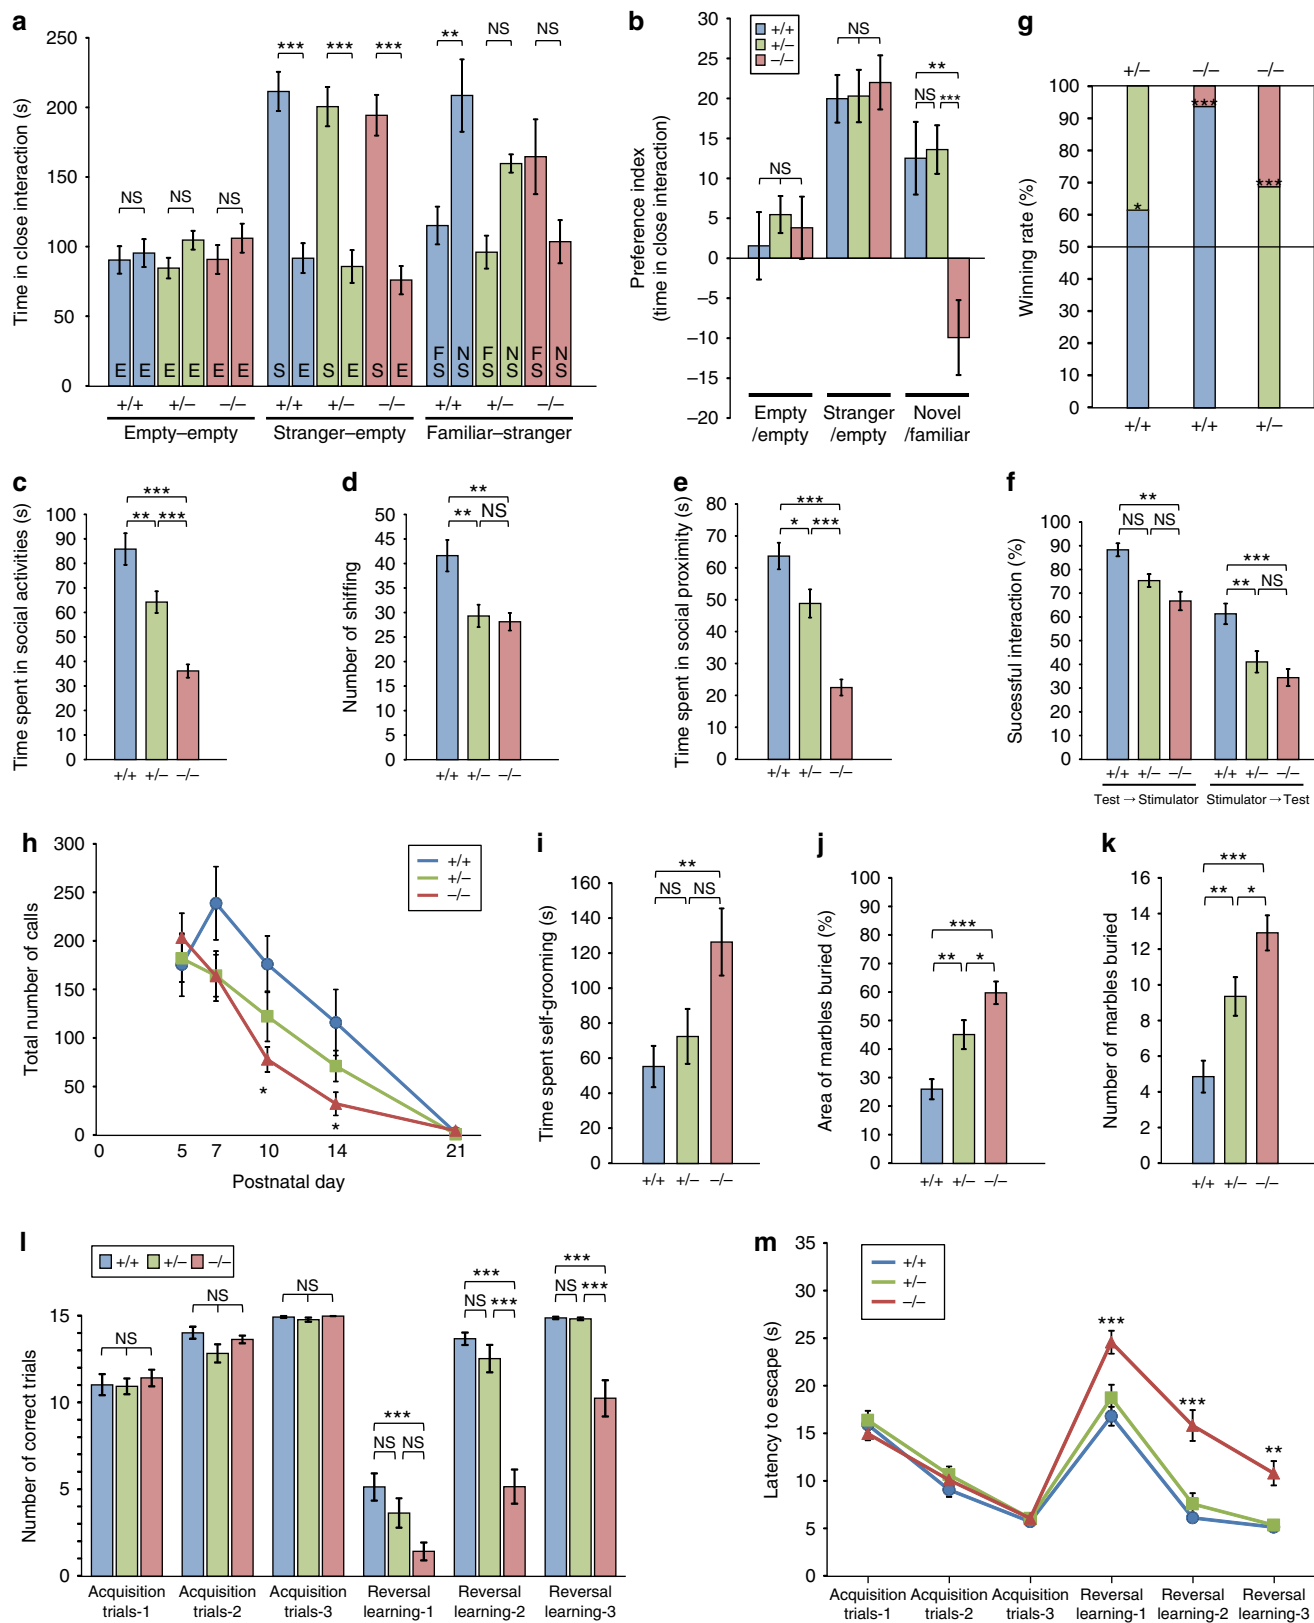 a
Time in close interaction (s)
250
200
150
100
50
0
NS NS NS *** *** *** ** NS NS
E E E E E E S E S E S E FS NS FS NS FS NS
+/+ +/− −/− +/+ +/− −/− +/+ +/− −/−
Empty–empty Stranger–empty Familiar–stranger
b
Preference index
(time in close interaction)
30
25
20
15
10
5
0
−5
−10
−15
−20
+/+
+/−
−/−
NS
NS
**
NS ***
Empty /empty
Stranger /empty
Novel /familiar
g
Winning rate (%)
+/− −/− −/−
100
90
80
70
60
50
40
30
20
10
0
* *** ***
+/+ +/+ +/−
c
Time spent in social activities (s)
100
90
80
70
60
50
40
30
20
10
0
***
** ***
+/+ +/− −/−
d
Number of shiffing
50
45
40
35
30
25
20
15
10
5
0
**
** NS
+/+ +/− −/−
e
Time spent in social proximity (s)
80
70
60
50
40
30
20
10
0
***
* ***
+/+ +/− −/−
f
Sucessful interaction (%)
100
90
80
70
60
50
40
30
20
10
0
**
NS NS
***
** NS
+/+ +/− −/− +/+ +/− −/−
Test → Stimulator Stimulator → Test
h
Total number of calls
300
250
200
150
100
50
0
+/+
+/−
−/−
*
*
0 5 7 10 14 21
Postnatal day
i
Time spent self-grooming (s)
160
140
120
100
80
60
40
20
0
**
NS NS
+/+ +/− −/−
j
Area of marbles buried (%)
100
90
80
70
60
50
40
30
20
10
0
***
** *
+/+ +/− −/−
k
Number of marbles buried
16
14
12
10
8
6
4
2
0
***
** *
+/+ +/− −/−
l
+/+ +/− −/−
Number of correct trials
15
10
5
0
NS
NS
NS
***
NS NS
***
NS ***
***
NS ***
Acquisition trials-1
Acquisition trials-2
Acquisition trials-3
Reversal learning-1
Reversal learning-2
Reversal learning-3
m
Latency to escape (s)
35
30
25
20
15
10
5
0
+/+
+/−
−/−
***
***
**
Acquisition trials-1
Acquisition trials-2
Acquisition trials-3
Reversal learning-1
Reversal learning-2
Reversal learning-3